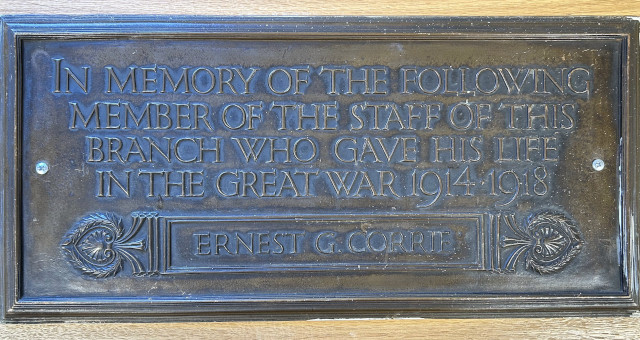 IN MEMORY OF THE FOLLOWING
MEMBER OF THE STAFF OF THIS
BRANCH WHO GAVE HIS LIFE
IN THE GREAT WAR 1914·1918
ERNEST G. CORRIE